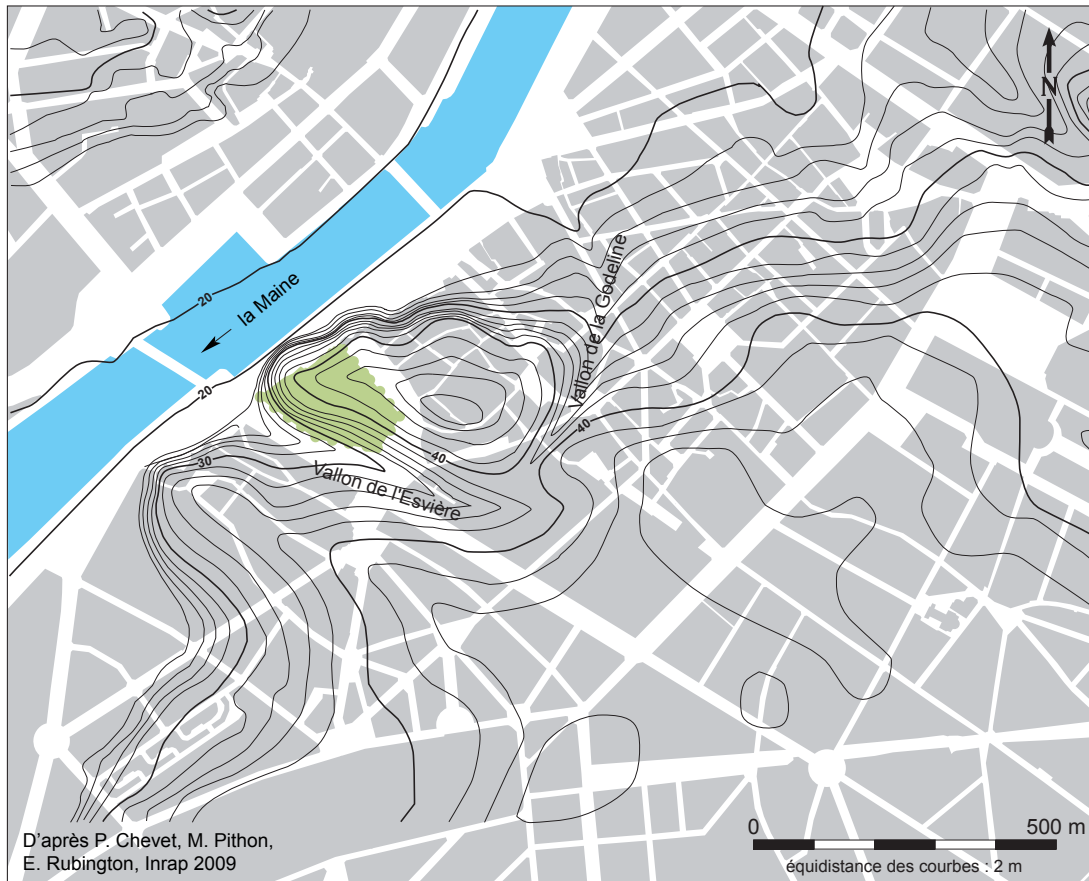 N
Vallon de la Godeline
la Maine
20
20
40
30
40
Vallon de l'Esvière
D'après P. Chevet, M. Pithon,
E. Rubington, Inrap 2009
0 500 m
équidistance des courbes : 2 m